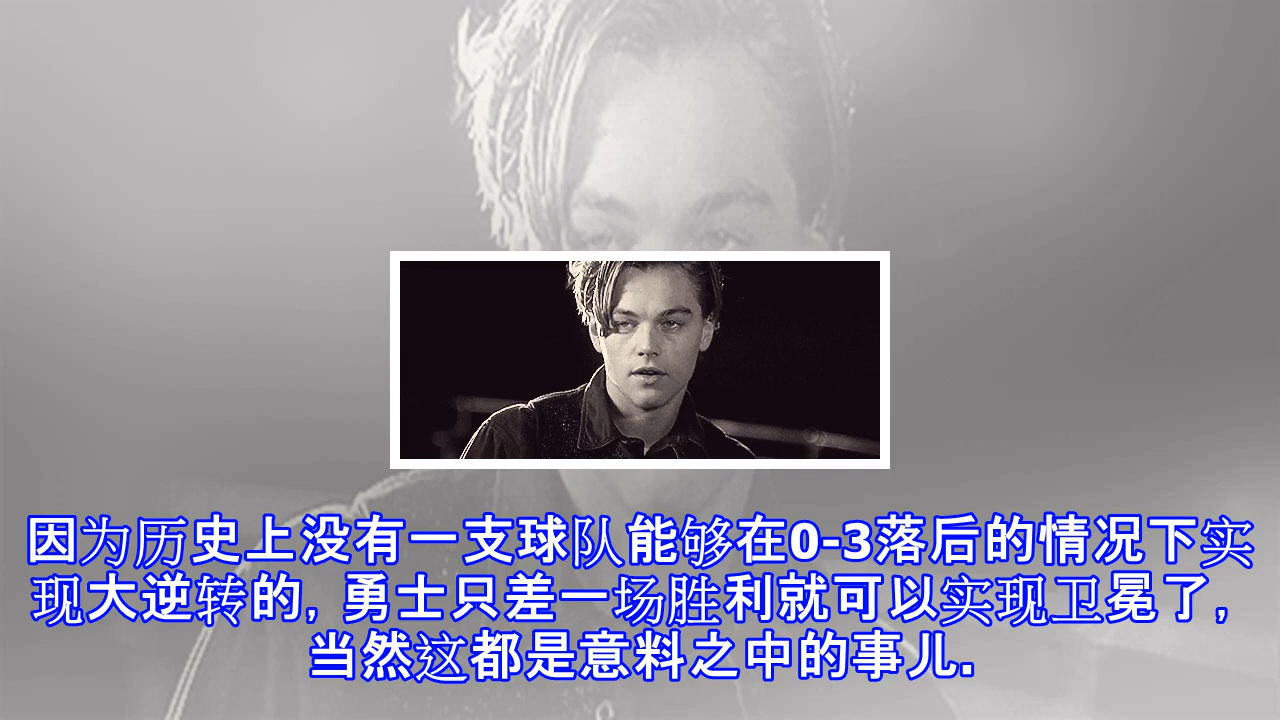 因为历史上没有一支球队能够在0-3落后的情况下实
现大逆转的, 勇士只差一场胜利就可以实现卫冕了,
当然这都是意料之中的事儿.